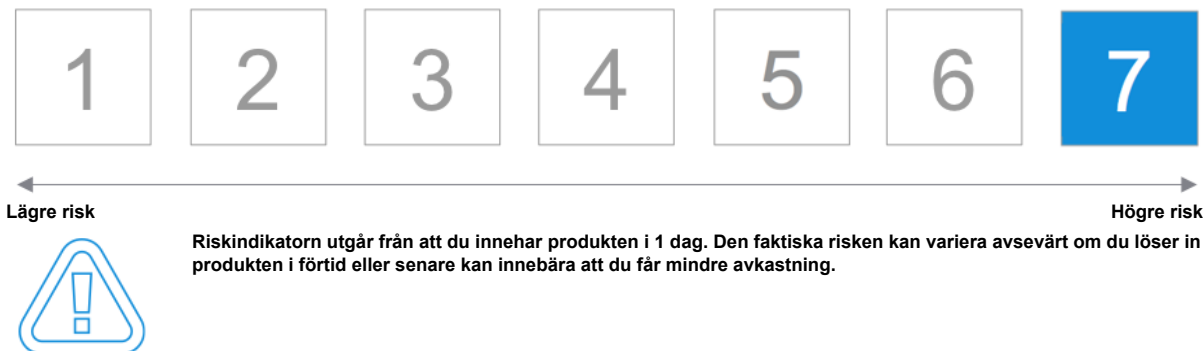 1 2 3 4 5 6 7
Lägre risk Högre risk
Riskindikatorn utgår från att du innehar produkten i 1 dag. Den faktiska risken kan variera avsevärt om du löser in
produkten i förtid eller senare kan innebära att du får mindre avkastning.